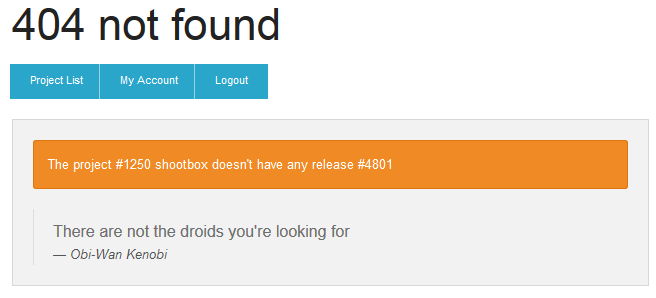 404 not found
Project List My Account Logout
The project #1250 shootbox doesn't have any release #4801
There are not the droids you're looking for
— Obi-Wan Kenobi